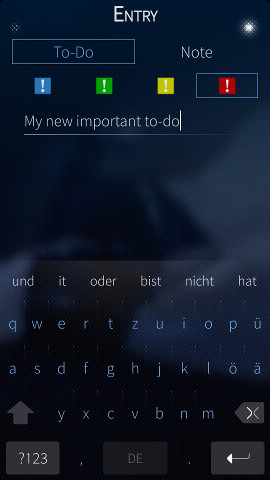 Entry
To-Do Note
! ! ! !
My new important to-do
und it oder bist nicht hat
q w e r t z u i o p ü
a s d f g h j k l ö ä
y x c v b n m
?123 , DE .